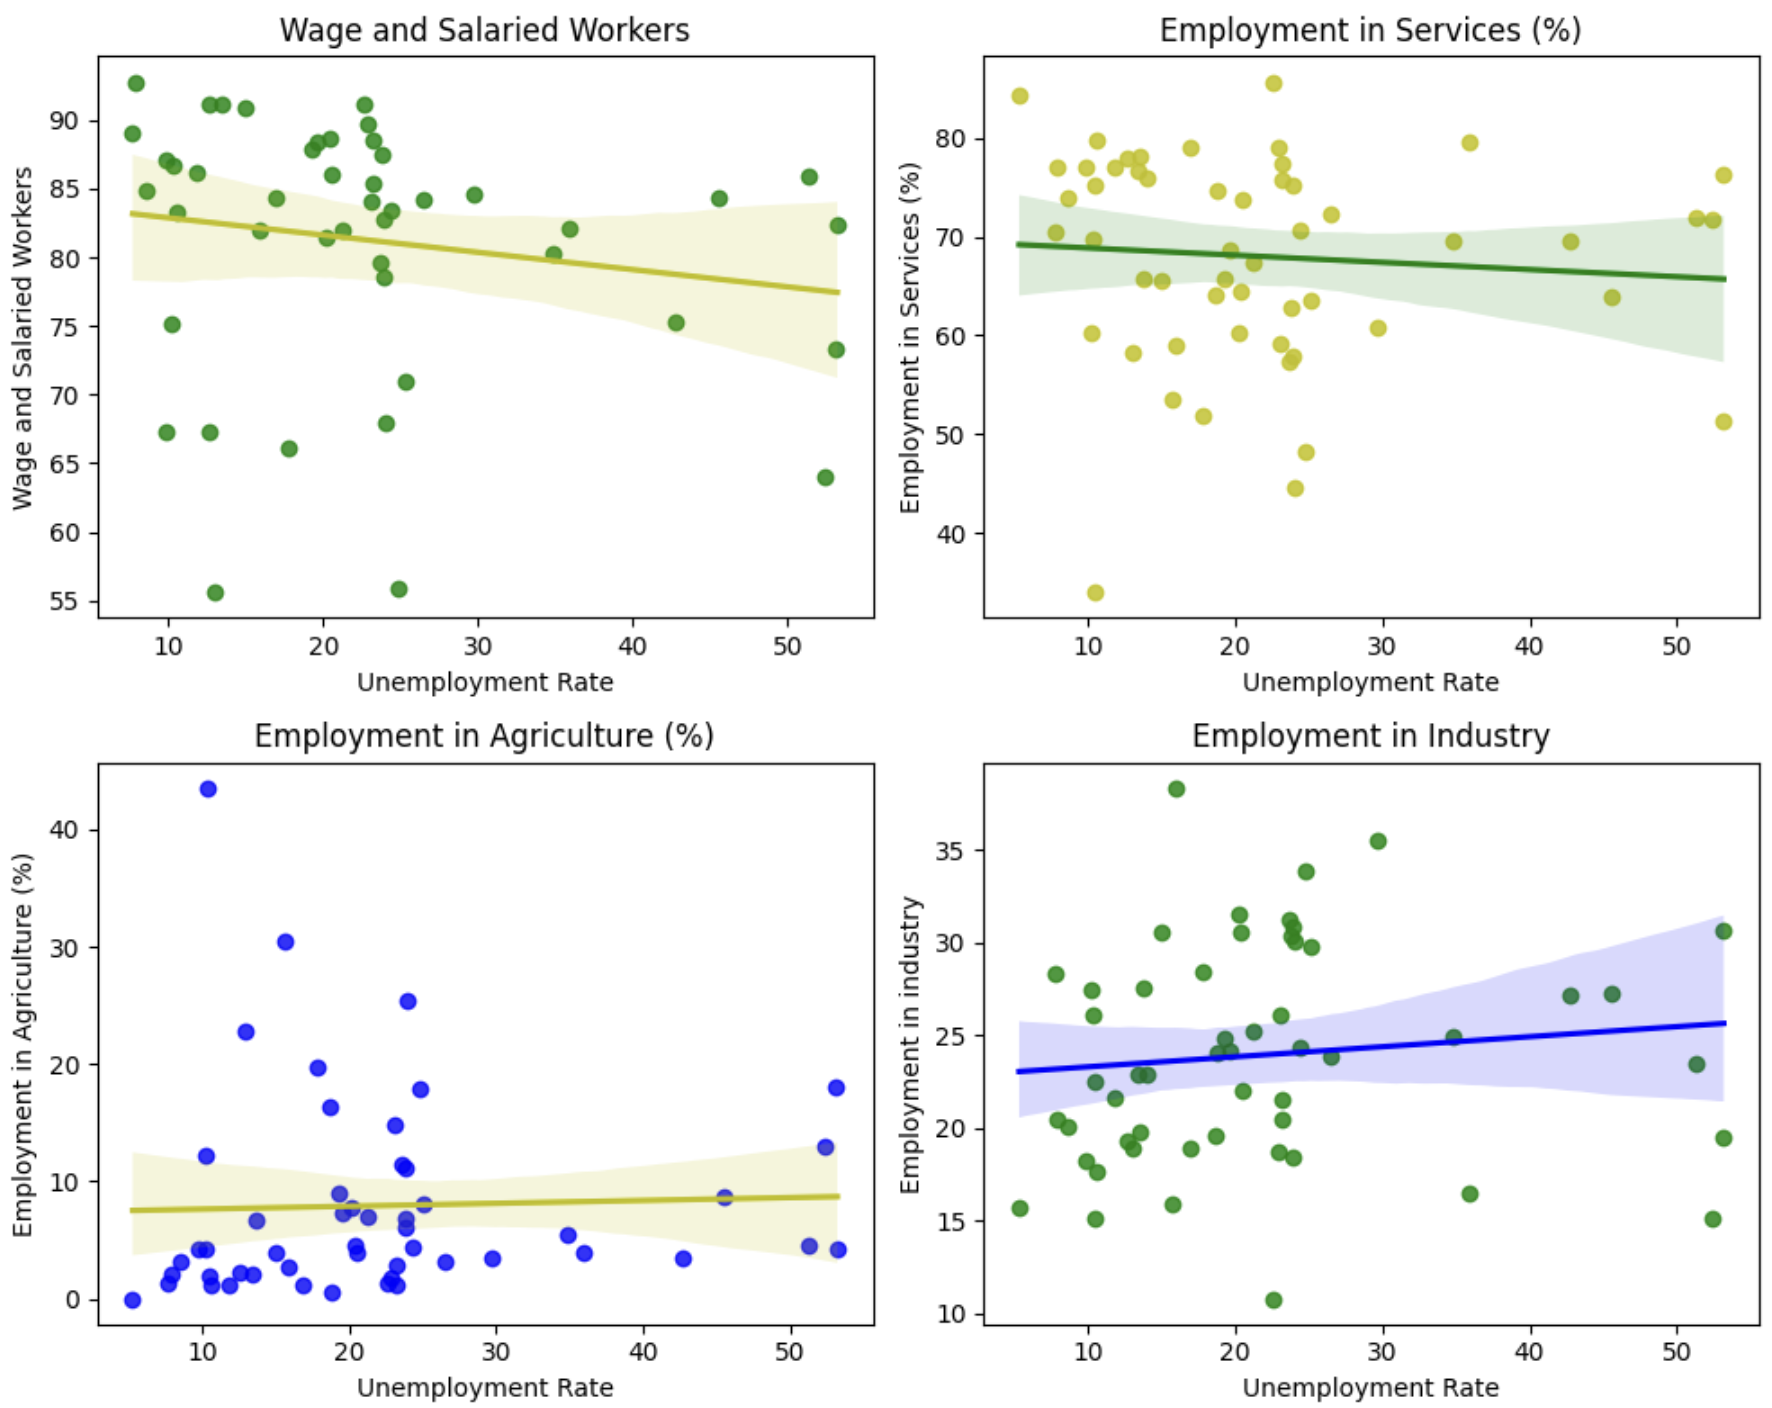 Wage and Salaried Workers
Wage and Salaried Workers
90
85
80
75
70
65
60
55
10 20 30 40 50
Unemployment Rate
Employment in Services (%)
Employment in Services (%)
80
70
60
50
40
10 20 30 40 50
Unemployment Rate
Employment in Agriculture (%)
Employment in Agriculture (%)
40
30
20
10
0
10 20 30 40 50
Unemployment Rate
Employment in Industry
Employment in industry
35
30
25
20
15
10
10 20 30 40 50
Unemployment Rate